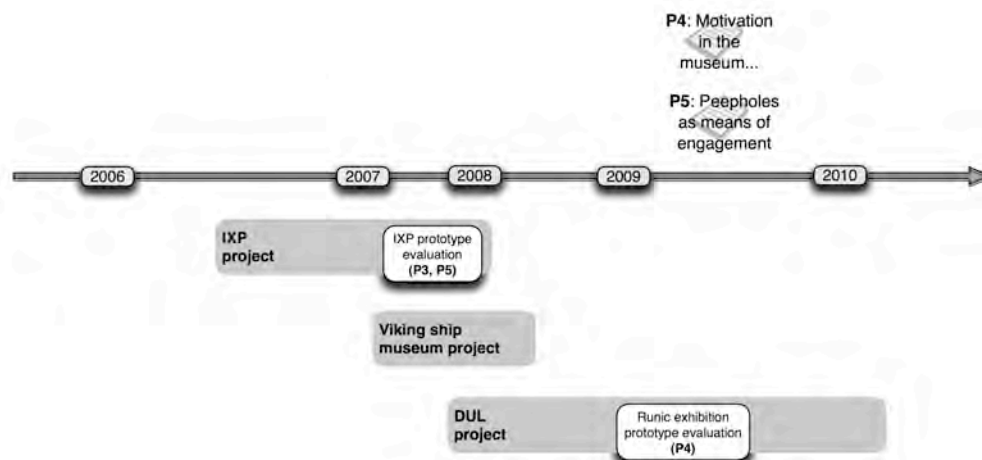 P4: Motivation
in the
museum...
P5: Peepholes
as means of
engagement
2006
2007
2008
2009
2010
IXP
project
IXP prototype
evaluation
(P3, P5)
Viking ship
museum project
DUL
project
Runic exhibition
prototype evaluation
(P4)